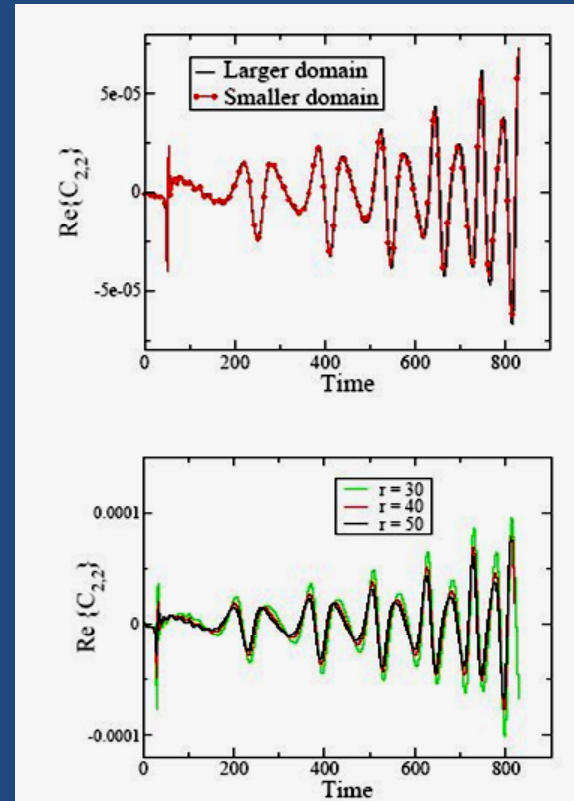 Larger domain
Smaller domain
Re{C2,2}
5e-05
0
-5e-05
0 200 400 600 800
Time
r = 30
r = 40
r = 50
Re {C2,2}
0.0001
0
-0.0001
0 200 400 600 800
Time